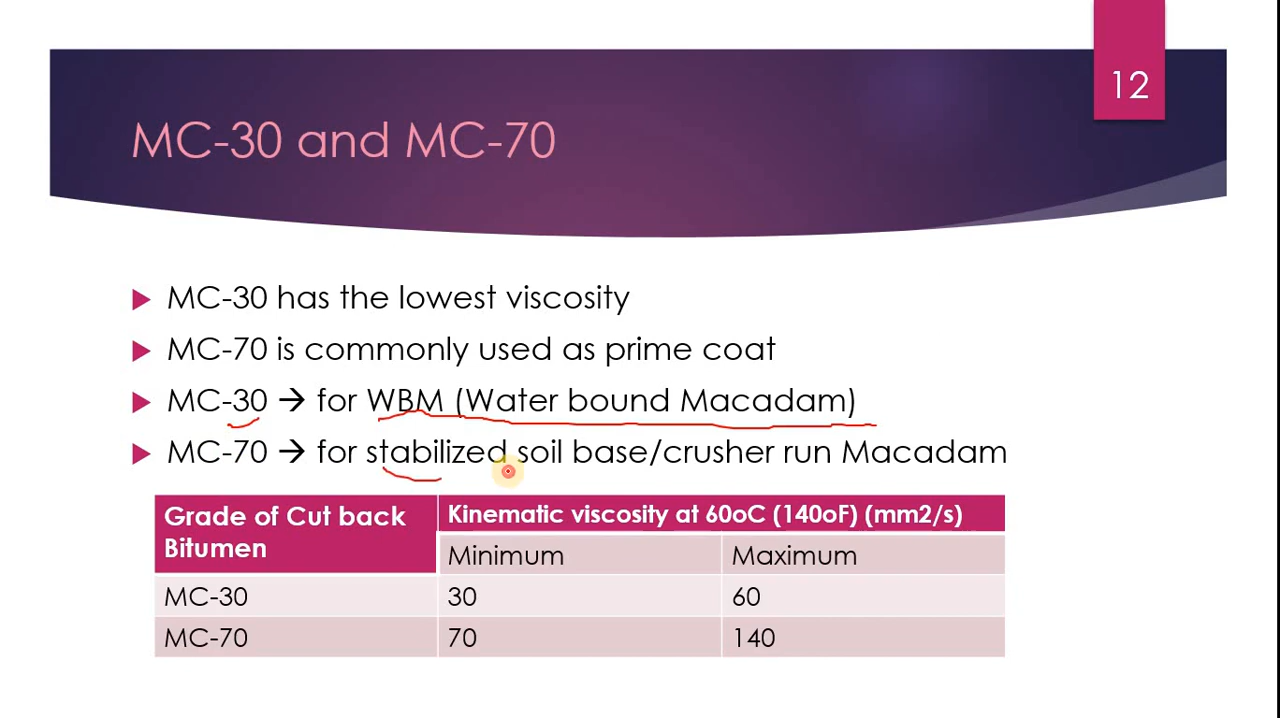 12
MC-30 and MC-70
MC-30 has the lowest viscosity
MC-70 is commonly used as prime coat
MC-30 → for WBM (Water bound Macadam)
MC-70 → for stabilized soil base/crusher run Macadam
Grade of Cut back
Bitumen
Kinematic viscosity at 60oC (140oF) (mm2/s)
Minimum Maximum
MC-30 30 60
MC-70 70 140